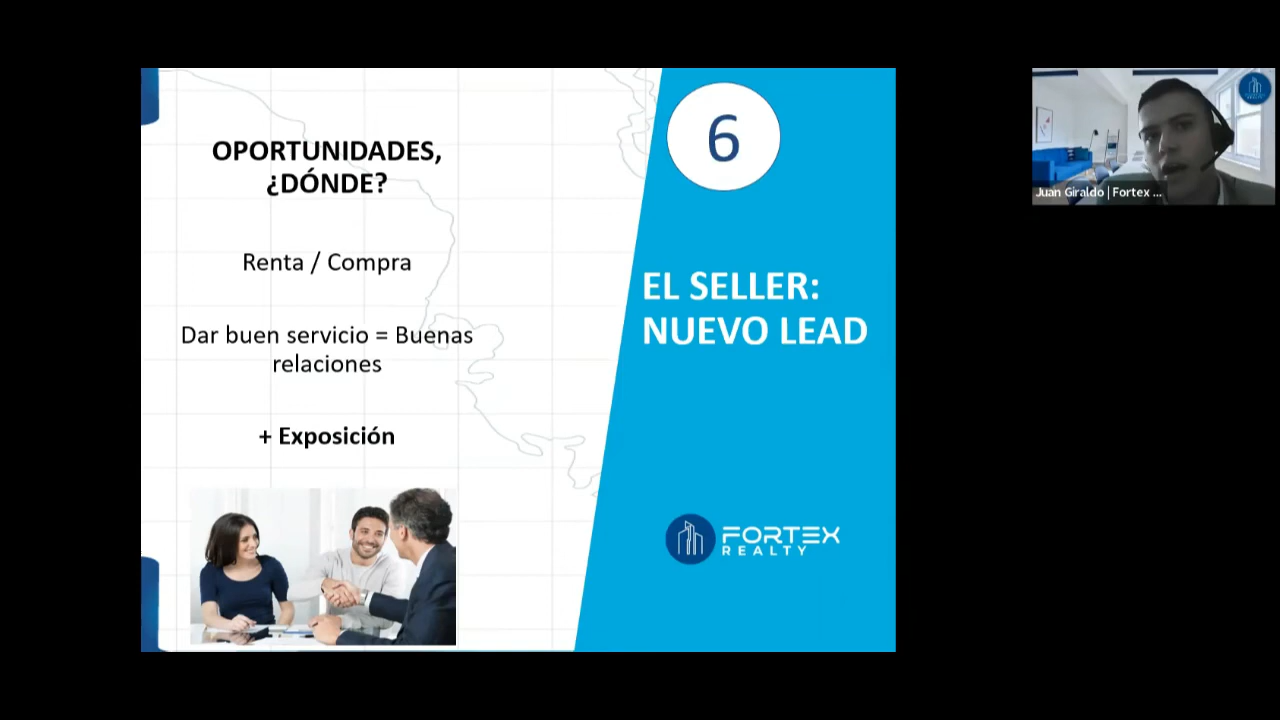 OPORTUNIDADES,
¿DÓNDE?
Renta / Compra
Dar buen servicio = Buenas
relaciones
+ Exposición
6
EL SELLER:
NUEVO LEAD
FORTEX
REALTY
Juan Giraldo | Fortex ...